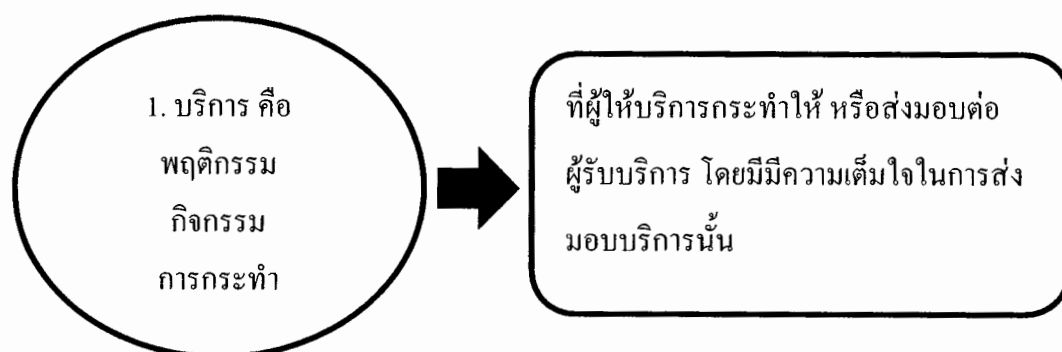 1. บริการ คือ
พฤติกรรม
กิจกรรม
การกระทำ
ที่ผู้ให้บริการกระทำให้ หรือส่งมอบต่อ
ผู้รับบริการ โดยมีมีความเต็มใจในการส่ง
มอบบริการนั้น